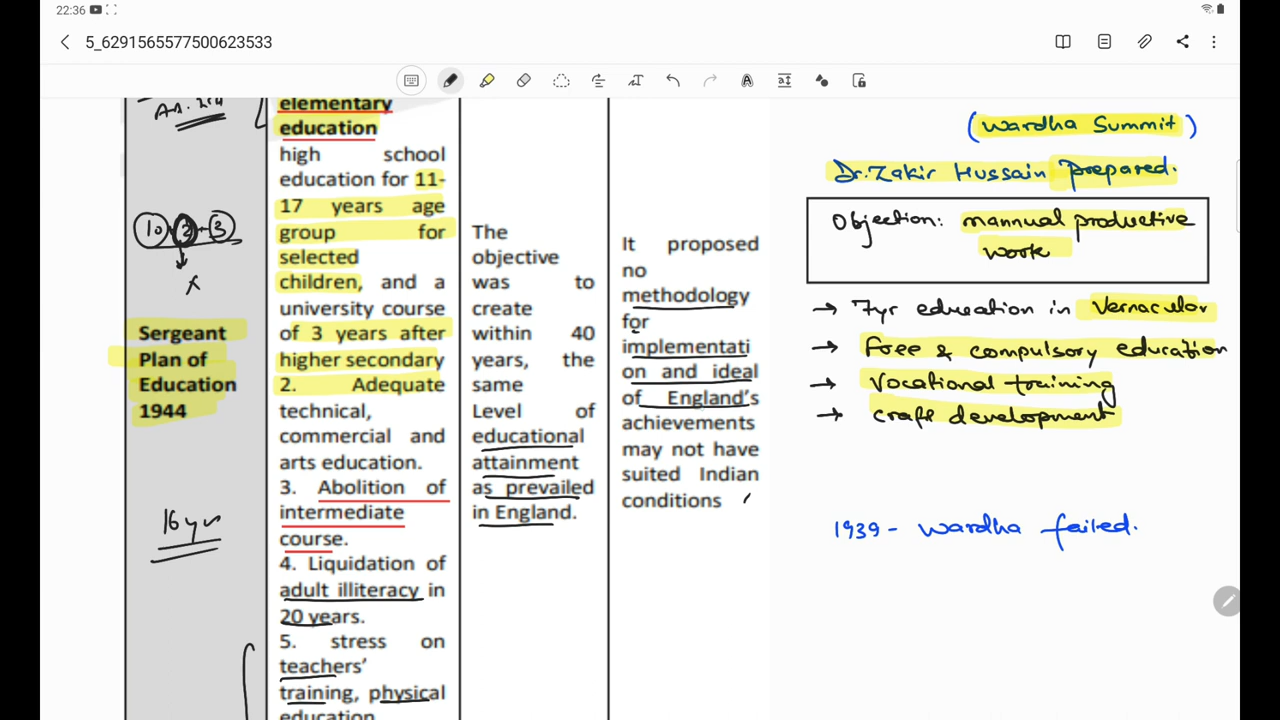 22:36
5_6291565577500623533
10 + 2 + 3
x
Sergeant
Plan of
Education
1944
16 yr
elementary
education
high school
education for 11-
17 years age
group for
selected
children, and a
university course
of 3 years after
higher secondary
2. Adequate
technical,
commercial and
arts education.
3. Abolition of
intermediate
course.
4. Liquidation of
adult illiteracy in
20 years.
5. stress on
teachers'
training, physical
education
The
objective
was to
create
within 40
years, the
same
Level of
educational
attainment
as prevailed
in England.
It proposed
no
methodology
for
implementati
on and ideal
of England's
achievements
may not have
suited Indian
conditions
(Wardha Summit)
Dr. Zakir Hussain prepared.
Objection: mannual productive
work
→ 7yr education in Vernacular
→ Free & compulsory education
→ Vocational training
→ craft development
1939 - Wardha failed.